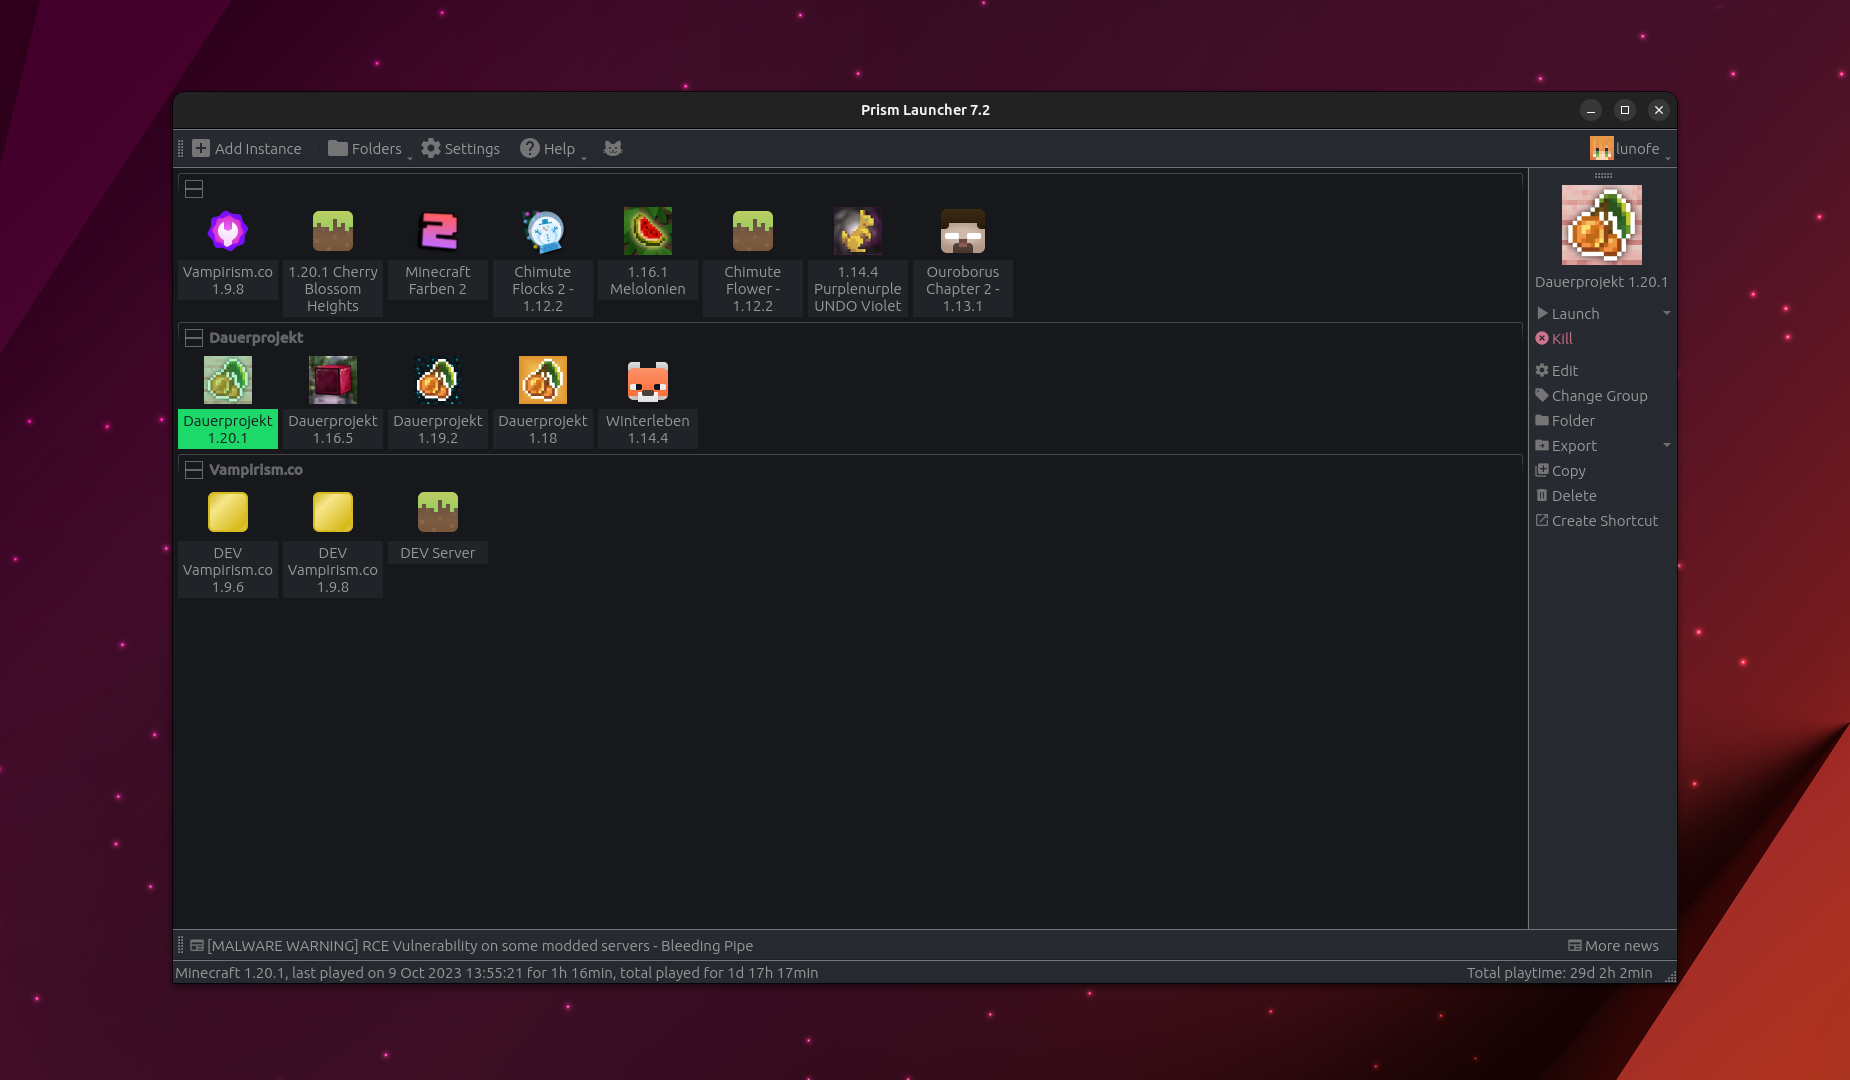 Prism Launcher 7.2
Add Instance
Folders
Settings
Help
lunofe
Vampirism.co
1.9.8
1.20.1 Cherry
Blossom
Heights
Minecraft
Farben 2
Chimute
Flocks 2 -
1.12.2
1.16.1
Melolonien
Chimute
Flower -
1.12.2
1.14.4
Purplenurple
UNDO Violet
Ouroborus
Chapter 2 -
1.13.1
Dauerprojekt
Dauerprojekt
1.20.1
Dauerprojekt
1.16.5
Dauerprojekt
1.19.2
Dauerprojekt
1.18
Winterleben
1.14.4
Vampirism.co
DEV
Vampirism.co
1.9.6
DEV
Vampirism.co
1.9.8
DEV Server
Dauerprojekt 1.20.1
Launch
Kill
Edit
Change Group
Folder
Export
Copy
Delete
Create Shortcut
[MALWARE WARNING] RCE Vulnerability on some modded servers - Bleeding Pipe
More news
Minecraft 1.20.1, last played on 9 Oct 2023 13:55:21 for 1h 16min, total played for 1d 17h 17min
Total playtime: 29d 2h 2min